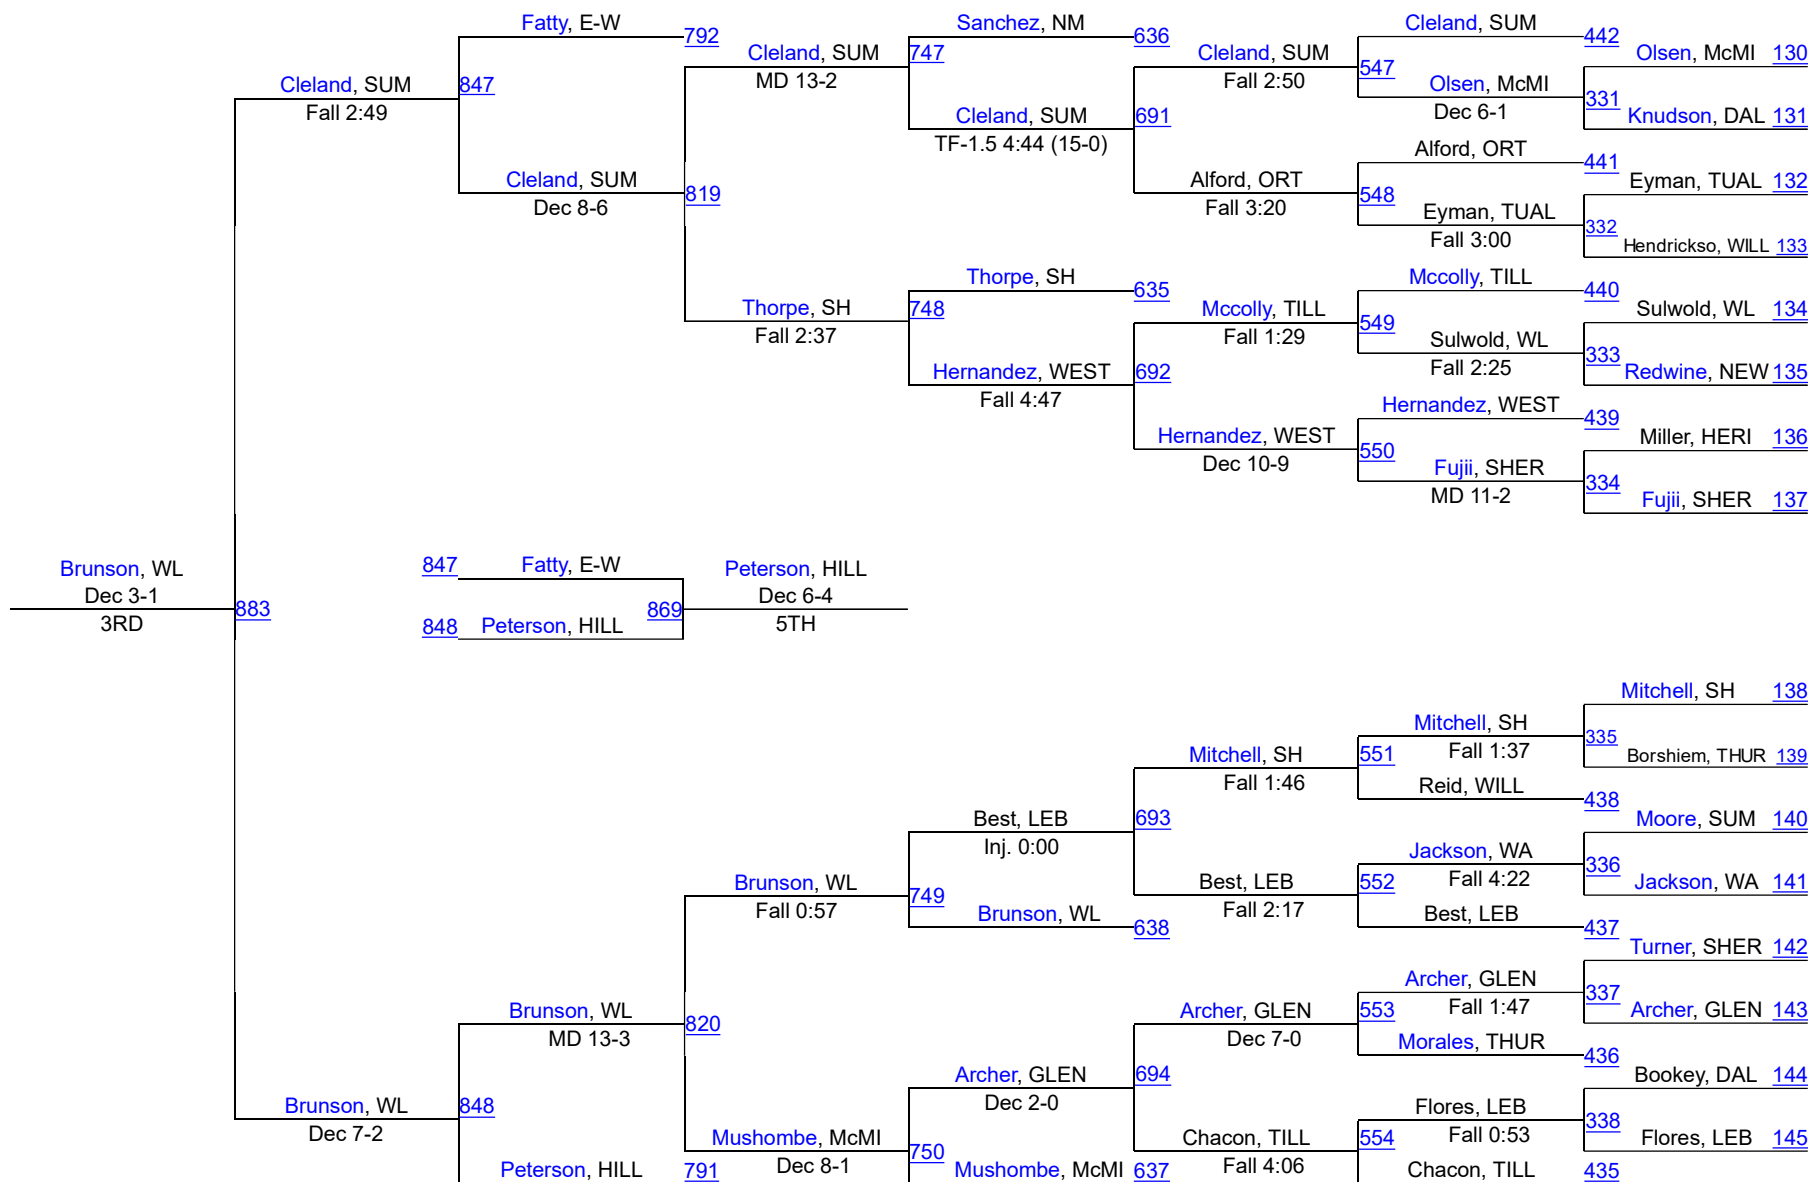 Fatty, E-W
792
Sanchez, NM
636
Cleland, SUM
442
Olsen, McMI 130
Cleland, SUM
MD 13-2
747
Cleland, SUM
Fall 2:50
547
Olsen, McMI
Dec 6-1
331
Knudson, DAL 131
Cleland, SUM
Fall 2:49
847
Cleland, SUM
TF-1.5 4:44 (15-0)
691
Alford, ORT
441
Eyman, TUAL 132
Cleland, SUM
Dec 8-6
819
Alford, ORT
Fall 3:20
548
Eyman, TUAL
Fall 3:00
332
Hendrickso, WILL 133
Thorpe, SH
635
Mccolly, TILL
440
Sulwold, WL 134
Thorpe, SH
Fall 2:37
748
Mccolly, TILL
Fall 1:29
549
Sulwold, WL
Fall 2:25
333
Redwine, NEW 135
Hernandez, WEST
Fall 4:47
692
Hernandez, WEST
439
Miller, HERI 136
Hernandez, WEST
Dec 10-9
550
Fujii, SHER
MD 11-2
334
Fujii, SHER 137
Brunson, WL
Dec 3-1
3RD
883
847 Fatty, E-W
848 Peterson, HILL
869
Peterson, HILL
Dec 6-4
5TH
Mitchell, SH 138
Mitchell, SH
Fall 1:37
335
Borshiem, THUR 139
Mitchell, SH
Fall 1:46
551
Reid, WILL
438
Moore, SUM 140
Best, LEB
Inj. 0:00
693
Jackson, WA
Fall 4:22
336
Jackson, WA 141
Brunson, WL
Fall 0:57
749
Best, LEB
Fall 2:17
552
Best, LEB
437
Brunson, WL
638
Turner, SHER 142
Archer, GLEN
Fall 1:47
337
Archer, GLEN 143
Brunson, WL
MD 13-3
820
Archer, GLEN
Dec 7-0
553
Morales, THUR
436
Bookey, DAL 144
Archer, GLEN
Dec 2-0
694
Flores, LEB
Fall 0:53
338
Flores, LEB 145
Brunson, WL
Dec 7-2
848
Mushombe, McMI
Dec 8-1
750
Chacon, TILL
Fall 4:06
554
Peterson, HILL
791
Mushombe, McMI 637
Chacon, TILL
435